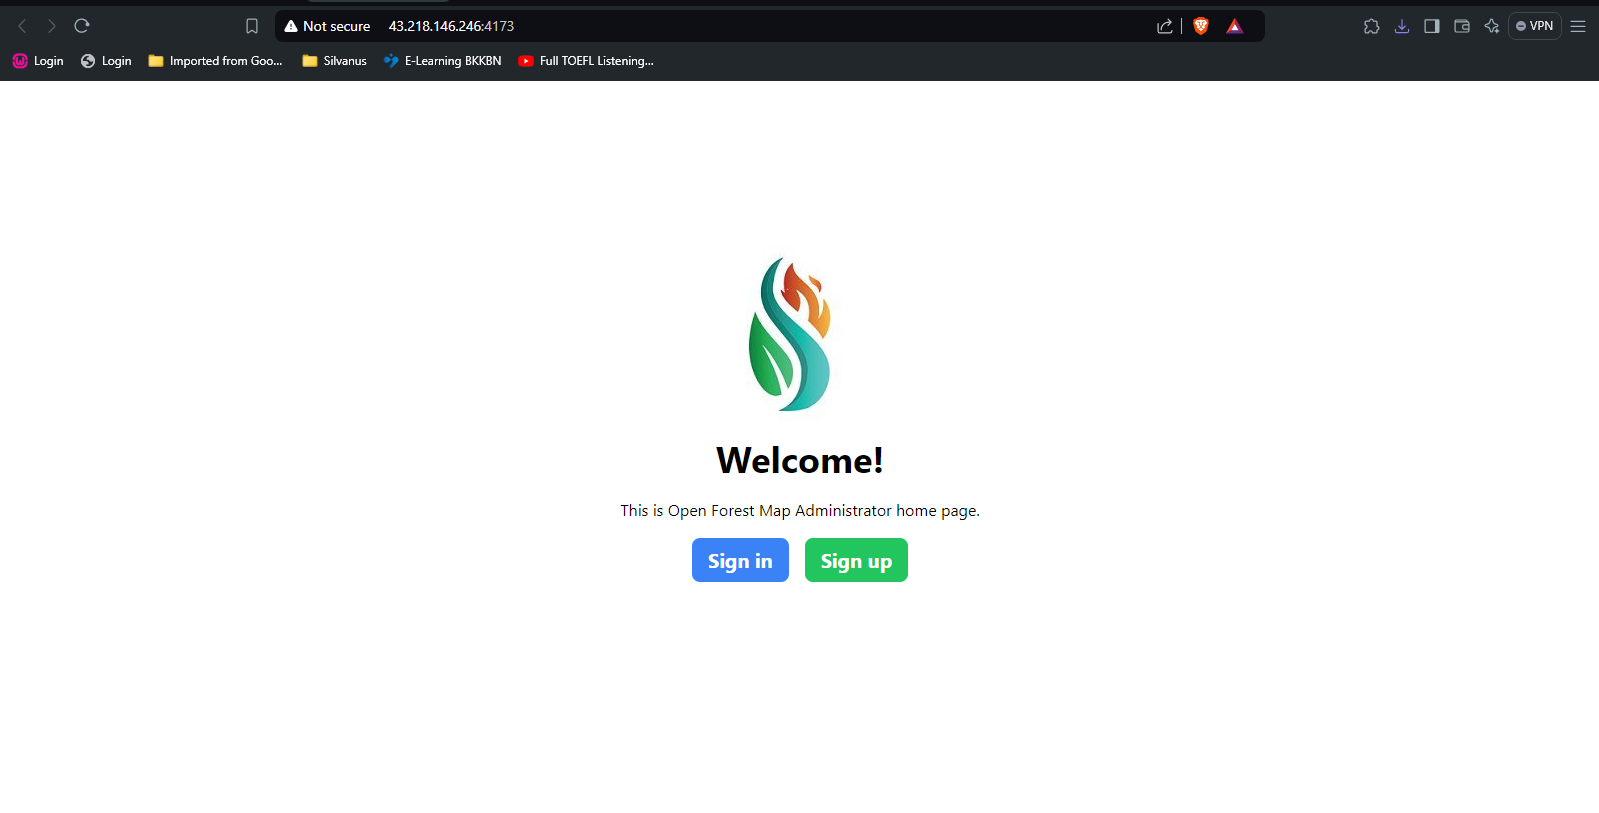 Not secure 43.218.146.246:4173
VPN
Login Login Imported from Goo... Silvanus E-Learning BKKBN Full TOEFL Listening...
Welcome!
This is Open Forest Map Administrator home page.
Sign in Sign up